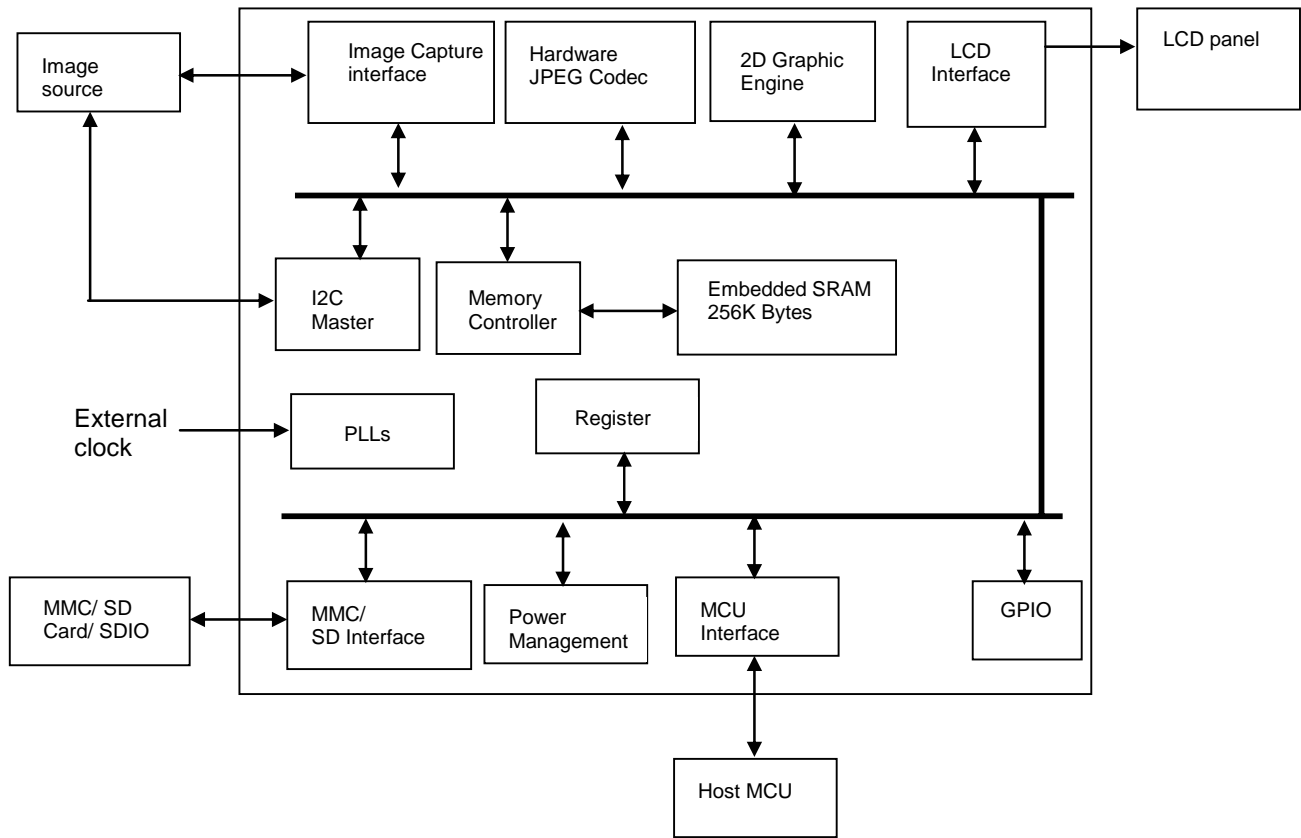 Image
source
Image Capture
interface
Hardware
JPEG Codec
2D Graphic
Engine
LCD
Interface
LCD panel
I2C
Master
Memory
Controller
Embedded SRAM
256K Bytes
External
clock
PLLs
Register
MMC/ SD
Card/ SDIO
MMC/
SD Interface
Power
Management
MCU
Interface
GPIO
Host MCU